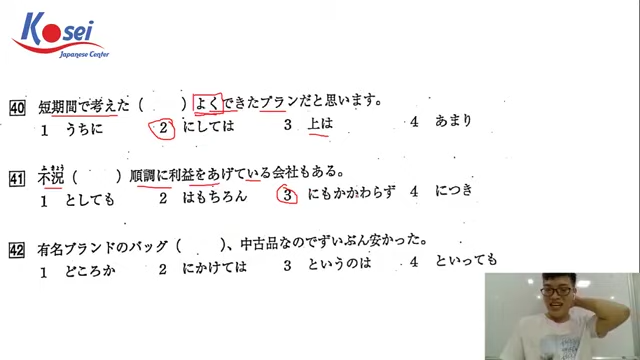 Kosei
Japanese Center
40 短期間で考えた（　　）よくできたプランだと思います。
1 うちに 2 にしては 3 上は 4 あまり
41 不況（　　）順調に利益をあげている会社もある。
ふきょう
1 としても 2 はもちろん 3 にもかかわらず 4 につき
42 有名ブランドのバッグ（　　）、中古品なのでずいぶん安かった。
1 どころか 2 にかけては 3 というのは 4 といっても